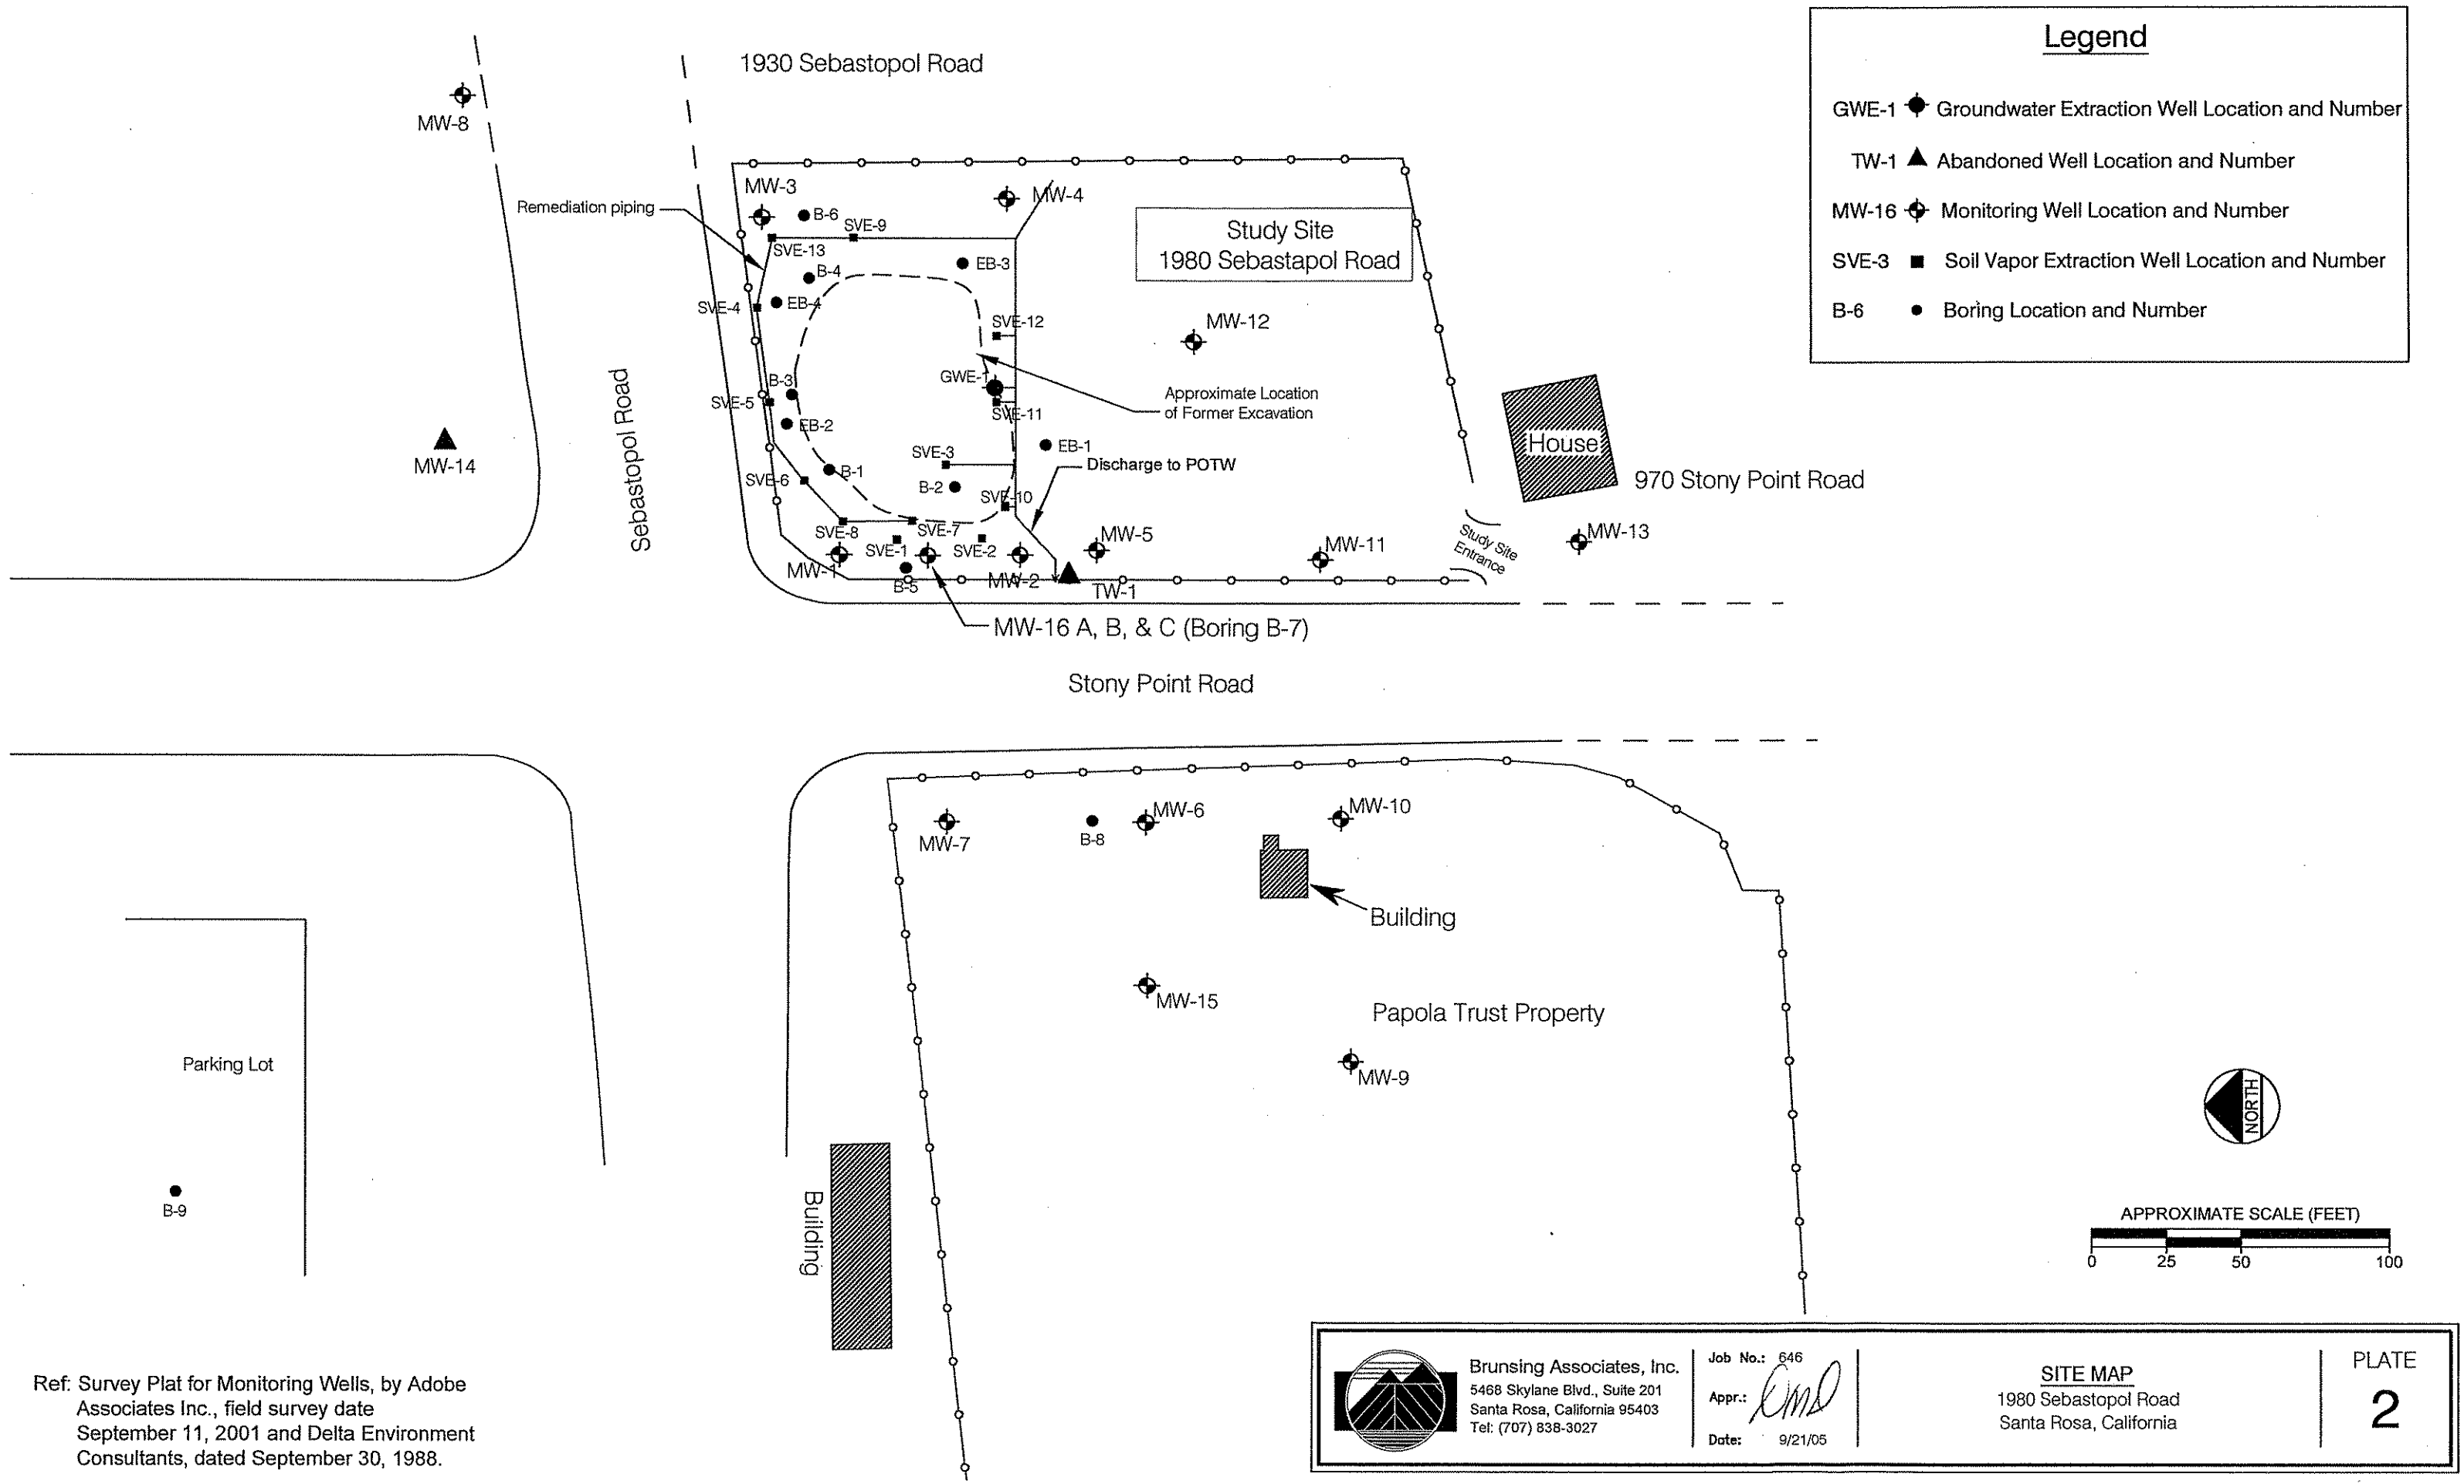 Legend
GWE-1 Groundwater Extraction Well Location and Number
TW-1 Abandoned Well Location and Number
MW-16 Monitoring Well Location and Number
SVE-3 Soil Vapor Extraction Well Location and Number
B-6 Boring Location and Number
1930 Sebastopol Road
MW-8
MW-3
B-6
SVE-9
MW-4
Remediation piping
SVE-13
B-4
EB-3
EB-4
SVE-4
Study Site
1980 Sebastapol Road
SVE-12
MW-12
GWE-1
B-3
SVE-5
SVE-11
Approximate Location
of Former Excavation
EB-2
EB-1
SVE-3
Discharge to POTW
B-1
SVE-6
B-2
SVE-10
SVE-8
SVE-7
SVE-1
SVE-2
MW-1
B-5
MW-2
MW-5
TW-1
MW-11
Study Site
Entrance
House
970 Stony Point Road
MW-13
MW-14
Sebastopol Road
MW-16 A, B, & C (Boring B-7)
Stony Point Road
MW-7
B-8
MW-6
MW-10
Building
MW-15
Papola Trust Property
MW-9
Parking Lot
B-9
Building
NORTH
APPROXIMATE SCALE (FEET)
0 25 50 100
Ref: Survey Plat for Monitoring Wells, by Adobe
Associates Inc., field survey date
September 11, 2001 and Delta Environment
Consultants, dated September 30, 1988.
Brunsing Associates, Inc.
5468 Skylane Blvd., Suite 201
Santa Rosa, California 95403
Tel: (707) 838-3027
Job No.: 646
Appr.:
Date: 9/21/05
SITE MAP
1980 Sebastopol Road
Santa Rosa, California
PLATE
2